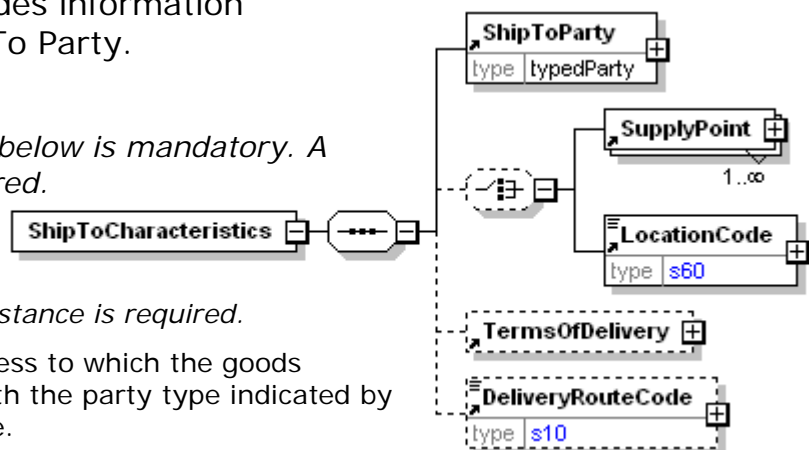 des information
To Party.
below is mandatory. A
red.
stance is required.
ess to which the goods
th the party type indicated by
e.
ShipToCharacteristics
ShipToParty
type typedParty
SupplyPoint
1..∞
LocationCode
type s60
TermsOfDelivery
DeliveryRouteCode
type s10